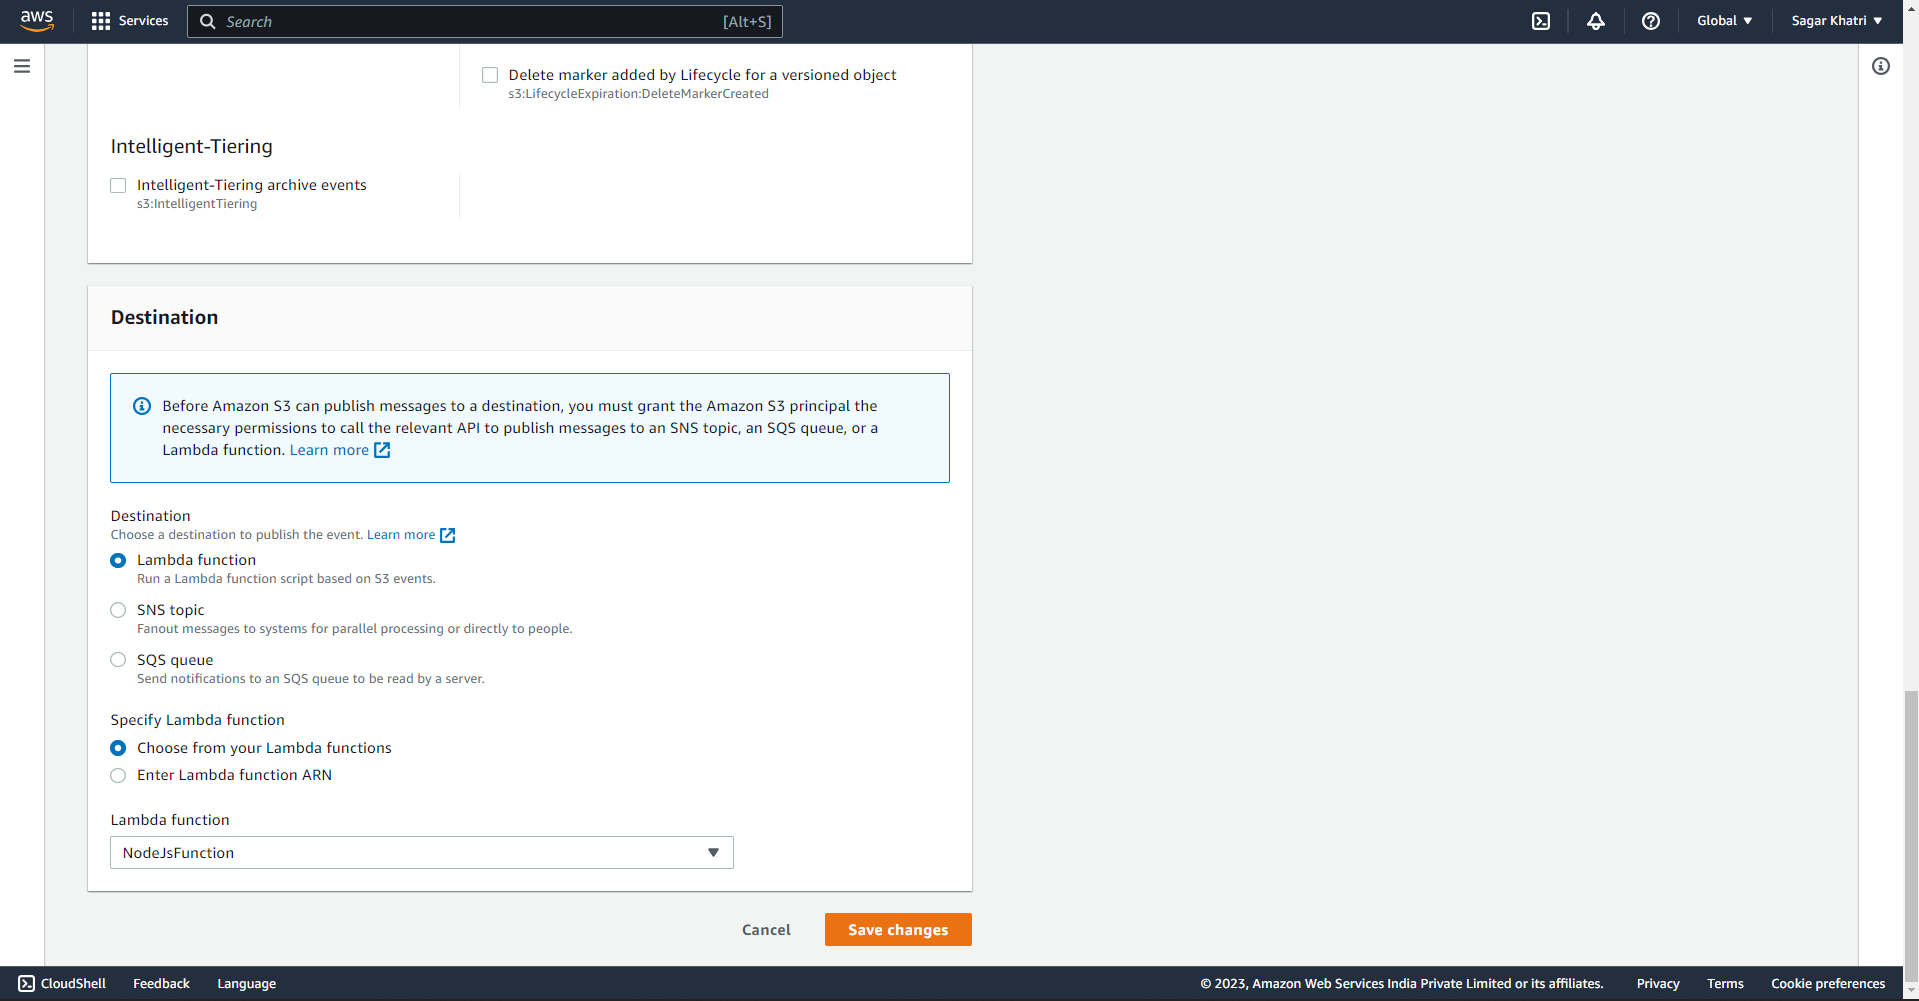 aws
Services
Search
[Alt+S]
Global
Sagar Khatri
Delete marker added by Lifecycle for a versioned object
s3:LifecycleExpiration:DeleteMarkerCreated
Intelligent-Tiering
Intelligent-Tiering archive events
s3:IntelligentTiering
Destination
Before Amazon S3 can publish messages to a destination, you must grant the Amazon S3 principal the
necessary permissions to call the relevant API to publish messages to an SNS topic, an SQS queue, or a
Lambda function. Learn more
Destination
Choose a destination to publish the event. Learn more
Lambda function
Run a Lambda function script based on S3 events.
SNS topic
Fanout messages to systems for parallel processing or directly to people.
SQS queue
Send notifications to an SQS queue to be read by a server.
Specify Lambda function
Choose from your Lambda functions
Enter Lambda function ARN
Lambda function
NodeJsFunction
Cancel
Save changes
CloudShell
Feedback
Language
© 2023, Amazon Web Services India Private Limited or its affiliates.
Privacy
Terms
Cookie preferences